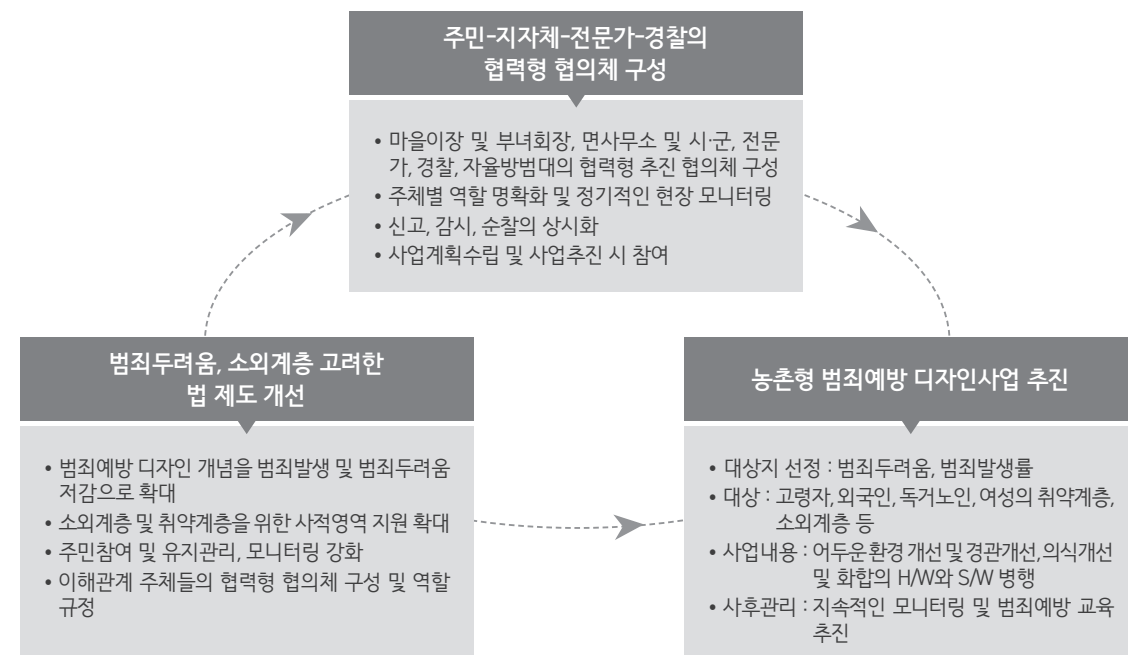 주민-지자체-전문가-경찰의
협력형 협의체 구성
• 마을이장 및 부녀회장, 면사무소 및 시·군, 전문
가, 경찰, 자율방범대의 협력형 추진 협의체 구성
• 주체별 역할 명확화 및 정기적인 현장 모니터링
• 신고, 감시, 순찰의 상시화
• 사업계획수립 및 사업추진 시 참여
범죄두려움, 소외계층 고려한
법 제도 개선
• 범죄예방 디자인 개념을 범죄발생 및 범죄두려움
저감으로 확대
• 소외계층 및 취약계층을 위한 사적영역 지원 확대
• 주민참여 및 유지관리, 모니터링 강화
• 이해관계 주체들의 협력형 협의체 구성 및 역할
규정
농촌형 범죄예방 디자인사업 추진
• 대상지 선정 : 범죄두려움, 범죄발생률
• 대상 : 고령자, 외국인, 독거노인, 여성의 취약계층,
소외계층 등
• 사업내용 : 어두운 환경 개선 및 경관개선, 의식개선
및 화합의 H/W와 S/W 병행
• 사후관리 : 지속적인 모니터링 및 범죄예방 교육
추진